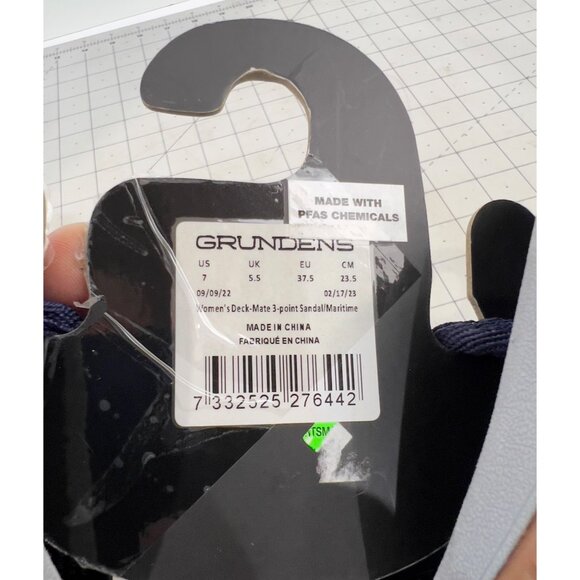 MADE WITH
PFAS CHEMICALS
GRUNDENS
US UK EU CM
7 5.5 37.5 23.5
09/09/22 02/17/23
Women's Deck-Mate 3-point Sandal/Maritime
MADE IN CHINA
FABRIQUÉ EN CHINA
7 332525 276442